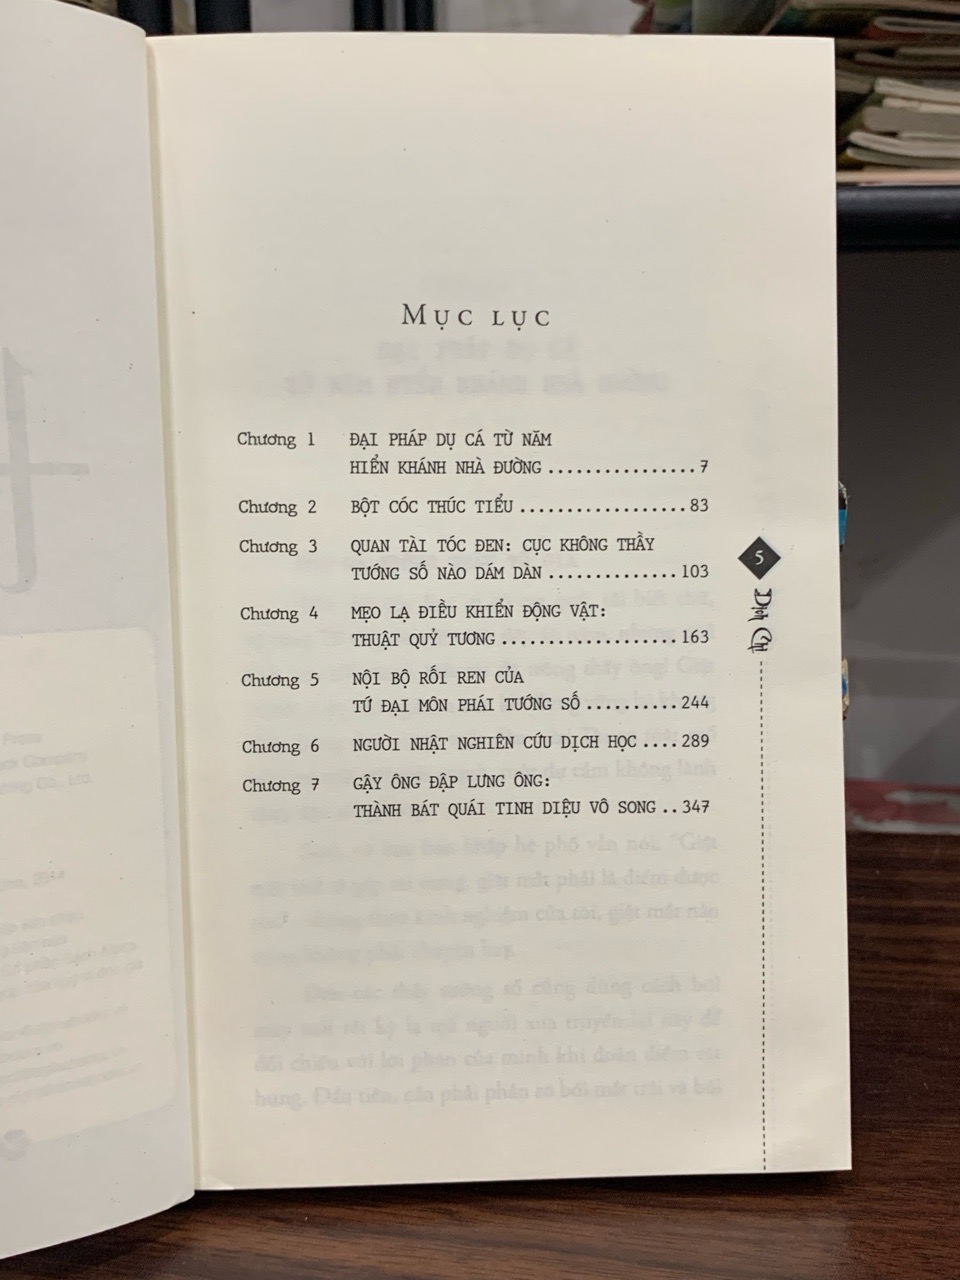 MỤC LỤC
Chương 1 ĐẠI PHÁP DỤ CÁ TỪ NĂM
HIỂN KHÁNH NHÀ ĐƯỜNG ................ 7
Chương 2 BỘT CÓC THÚC TIỂU .................. 83
Chương 3 QUAN TÀI TÓC ĐEN: CỤC KHÔNG THẦY
TƯỚNG SỐ NÀO DÁM DÀN .............. 103
Chương 4 MẸO LẠ ĐIỀU KHIỂN ĐỘNG VẬT:
THUẬT QUỶ TƯƠNG ................... 163
Chương 5 NỘI BỘ RỐI REN CỦA
TỨ ĐẠI MÔN PHÁI TƯỚNG SỐ .......... 244
Chương 6 NGƯỜI NHẬT NGHIÊN CỨU DỊCH HỌC .... 289
Chương 7 GẬY ÔNG ĐẬP LƯNG ÔNG:
THÀNH BÁT QUÁI TINH DIỆU VÔ SONG .. 347
5